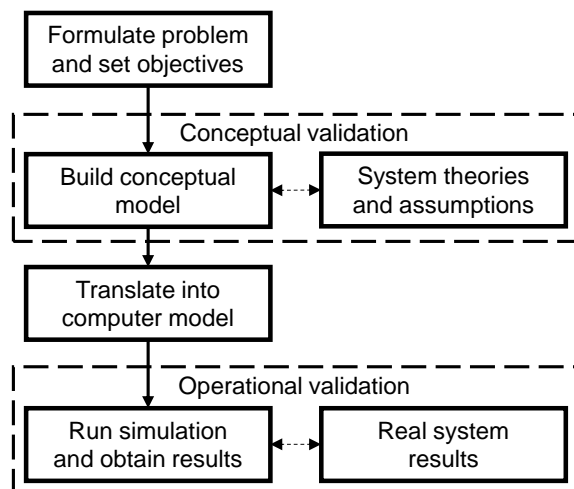 Formulate problem
and set objectives
Conceptual validation
Build conceptual
model
System theories
and assumptions
Translate into
computer model
Operational validation
Run simulation
and obtain results
Real system
results